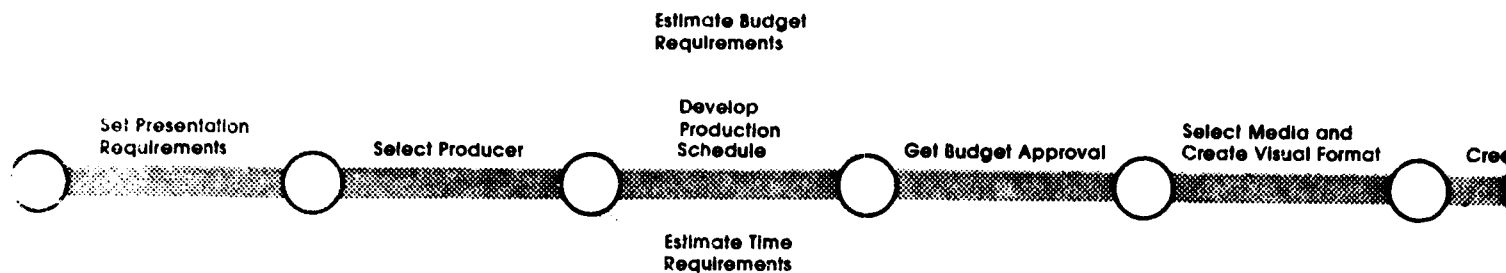 Estimate Budget
Requirements
Set Presentation
Requirements
Select Producer
Develop
Production
Schedule
Get Budget Approval
Select Media and
Create Visual Format
Estimate Time
Requirements